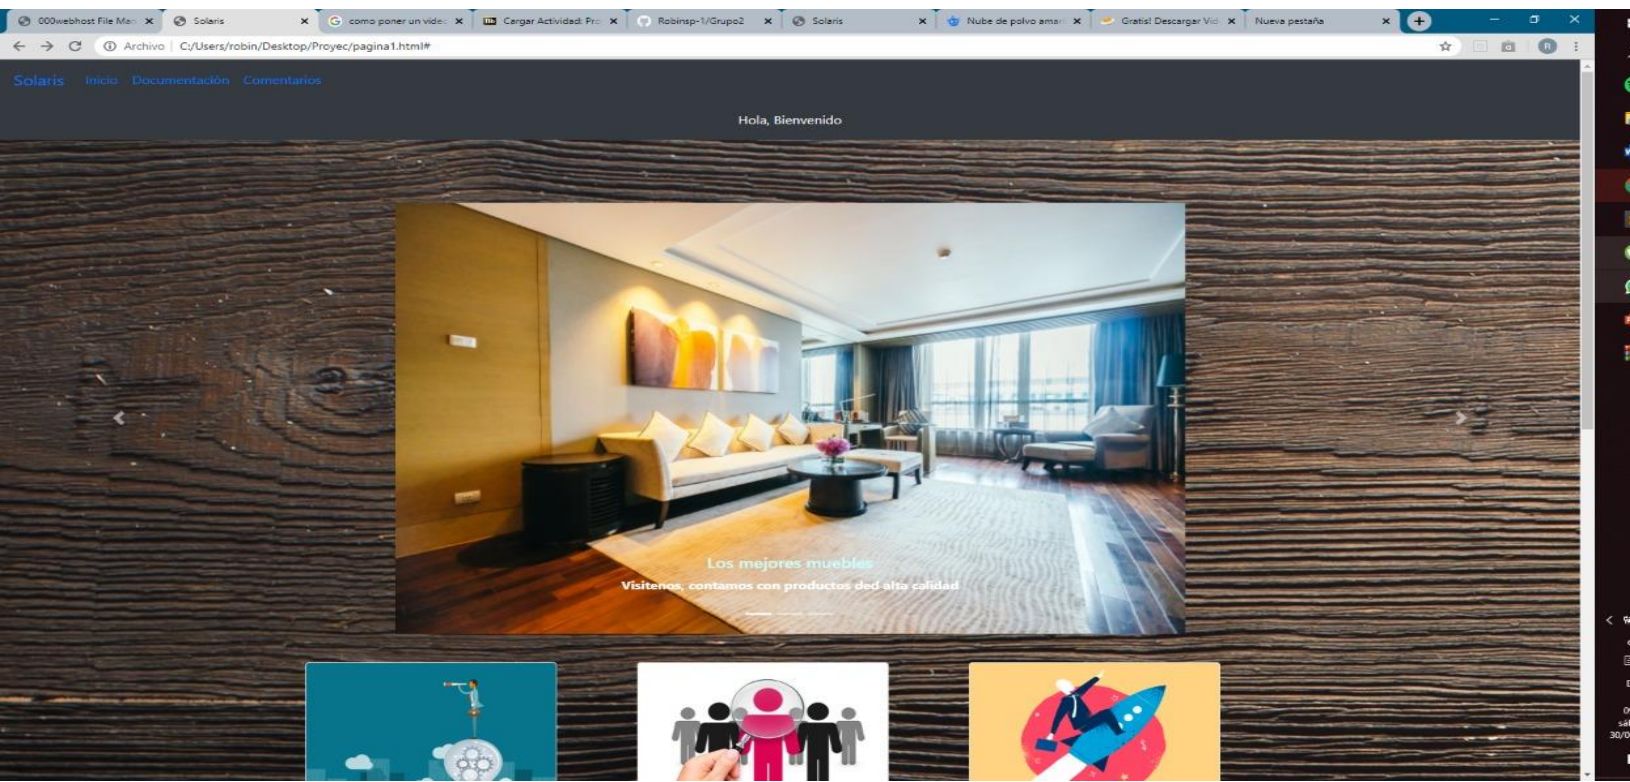 000webhost File Man
Solaris
como poner un vide
Cargar Actividad: Pro
Robinsp-1/Grupo2
Solaris
Nube de polvo amari
Gratis! Descargar Vid
Nueva pestaña
Archivo C:/Users/robin/Desktop/Proyec/pagina1.html#
R
Solaris Inicio Documentación Comentarios
Hola, Bienvenido
Los mejores muebles
Visitenos, contamos con productos ded alta calidad